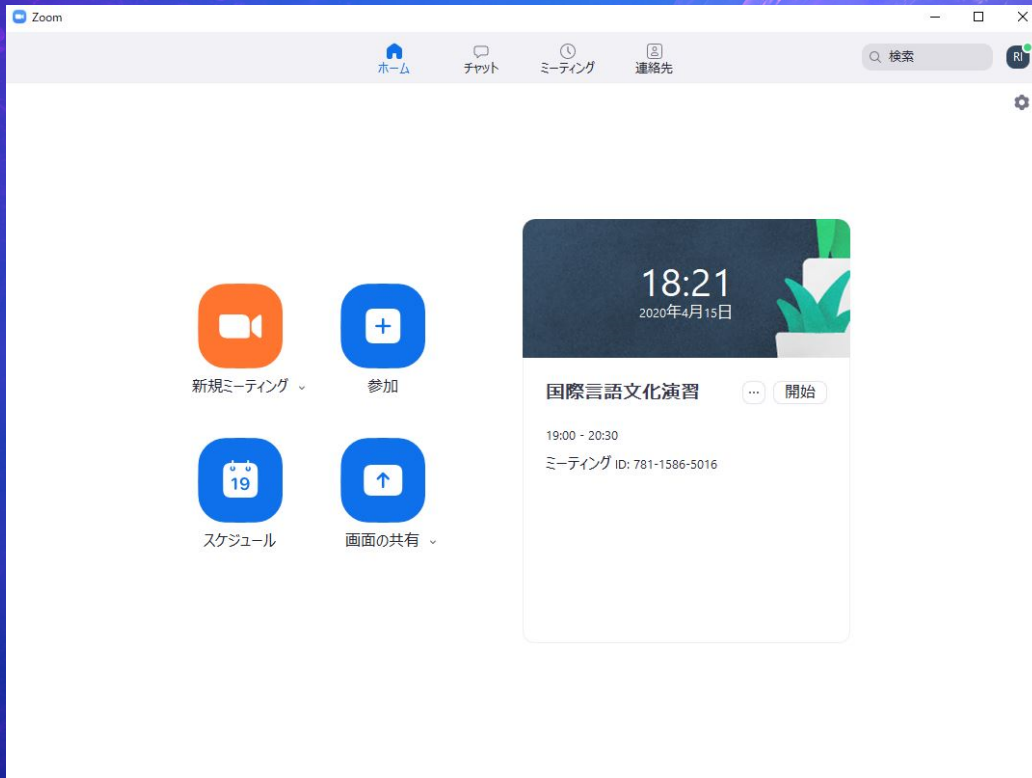 Zoom
ホーム
チャット
ミーティング
連絡先
検索
RI
18:21
2020年4月15日
新規ミーティング
参加
国際言語文化演習
… 開始
19:00 - 20:30
ミーティング ID: 781-1586-5016
19
スケジュール
画面の共有